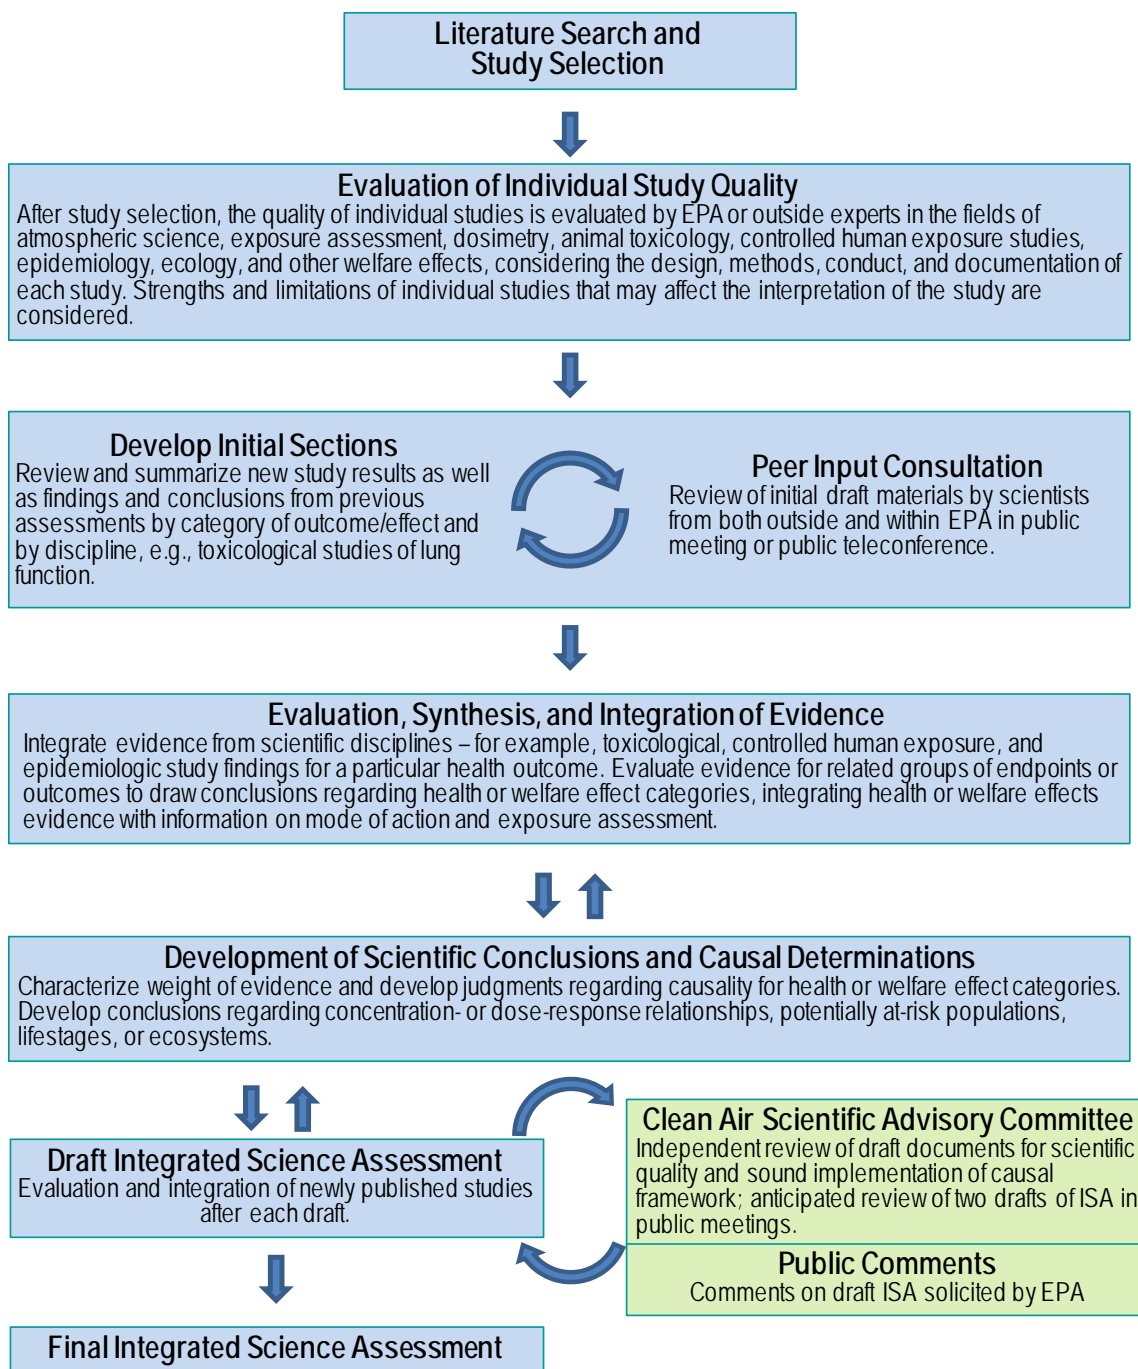 Literature Search and
Study Selection
Evaluation of Individual Study Quality
After study selection, the quality of individual studies is evaluated by EPA or outside experts in the fields of
atmospheric science, exposure assessment, dosimetry, animal toxicology, controlled human exposure studies,
epidemiology, ecology, and other welfare effects, considering the design, methods, conduct, and documentation of
each study. Strengths and limitations of individual studies that may affect the interpretation of the study are
considered.
Develop Initial Sections
Review and summarize new study results as well
as findings and conclusions from previous
assessments by category of outcome/effect and
by discipline, e.g., toxicological studies of lung
function.
Peer Input Consultation
Review of initial draft materials by scientists
from both outside and within EPA in public
meeting or public teleconference.
Evaluation, Synthesis, and Integration of Evidence
Integrate evidence from scientific disciplines – for example, toxicological, controlled human exposure, and
epidemiologic study findings for a particular health outcome. Evaluate evidence for related groups of endpoints or
outcomes to draw conclusions regarding health or welfare effect categories, integrating health or welfare effects
evidence with information on mode of action and exposure assessment.
Development of Scientific Conclusions and Causal Determinations
Characterize weight of evidence and develop judgments regarding causality for health or welfare effect categories.
Develop conclusions regarding concentration- or dose-response relationships, potentially at-risk populations,
lifestages, or ecosystems.
Draft Integrated Science Assessment
Evaluation and integration of newly published studies
after each draft.
Clean Air Scientific Advisory Committee
Independent review of draft documents for scientific
quality and sound implementation of causal
framework; anticipated review of two drafts of ISA in
public meetings.
Public Comments
Comments on draft ISA solicited by EPA
Final Integrated Science Assessment